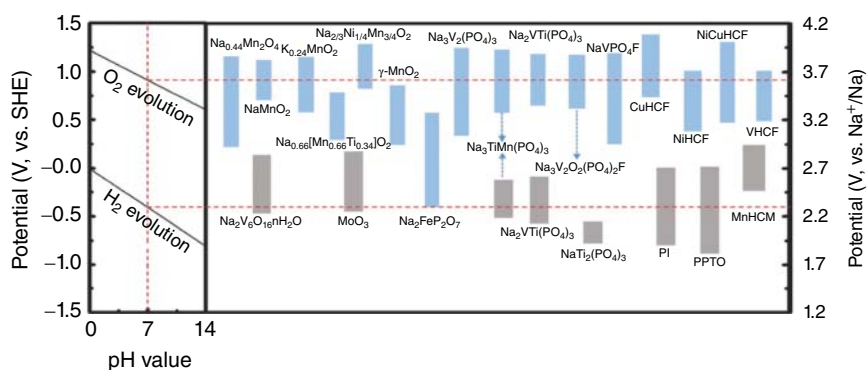 1.5
1.0
0.5
−0.0
−0.5
−1.0
−1.5
Potential (V, vs. SHE)
O₂ evolution
H₂ evolution
0
7
14
pH value
Na₀.₄₄Mn₂O₄
NaMnO₂
K₀.₂₄MnO₂
Na₂/₃Ni₁/₄Mn₃/₄O₂
Na₀.₆₆[Mn₀.₆₆Ti₀.₃₄]O₂
γ-MnO₂
Na₃V₂(PO₄)₃
Na₂VTi(PO₄)₃
NaVPO₄F
NiCuHCF
CuHCF
NiHCF
VHCF
Na₃TiMn(PO₄)₃
Na₃V₂O₂(PO₄)₂F
Na₂V₆O₁₆nH₂O
MoO₃
Na₂FeP₂O₇
Na₂VTi(PO₄)₃
NaTi₂(PO₄)₃
PI
PPTO
MnHCM
4.2
3.7
3.2
2.7
2.2
1.7
1.2
Potential (V, vs. Na⁺/Na)